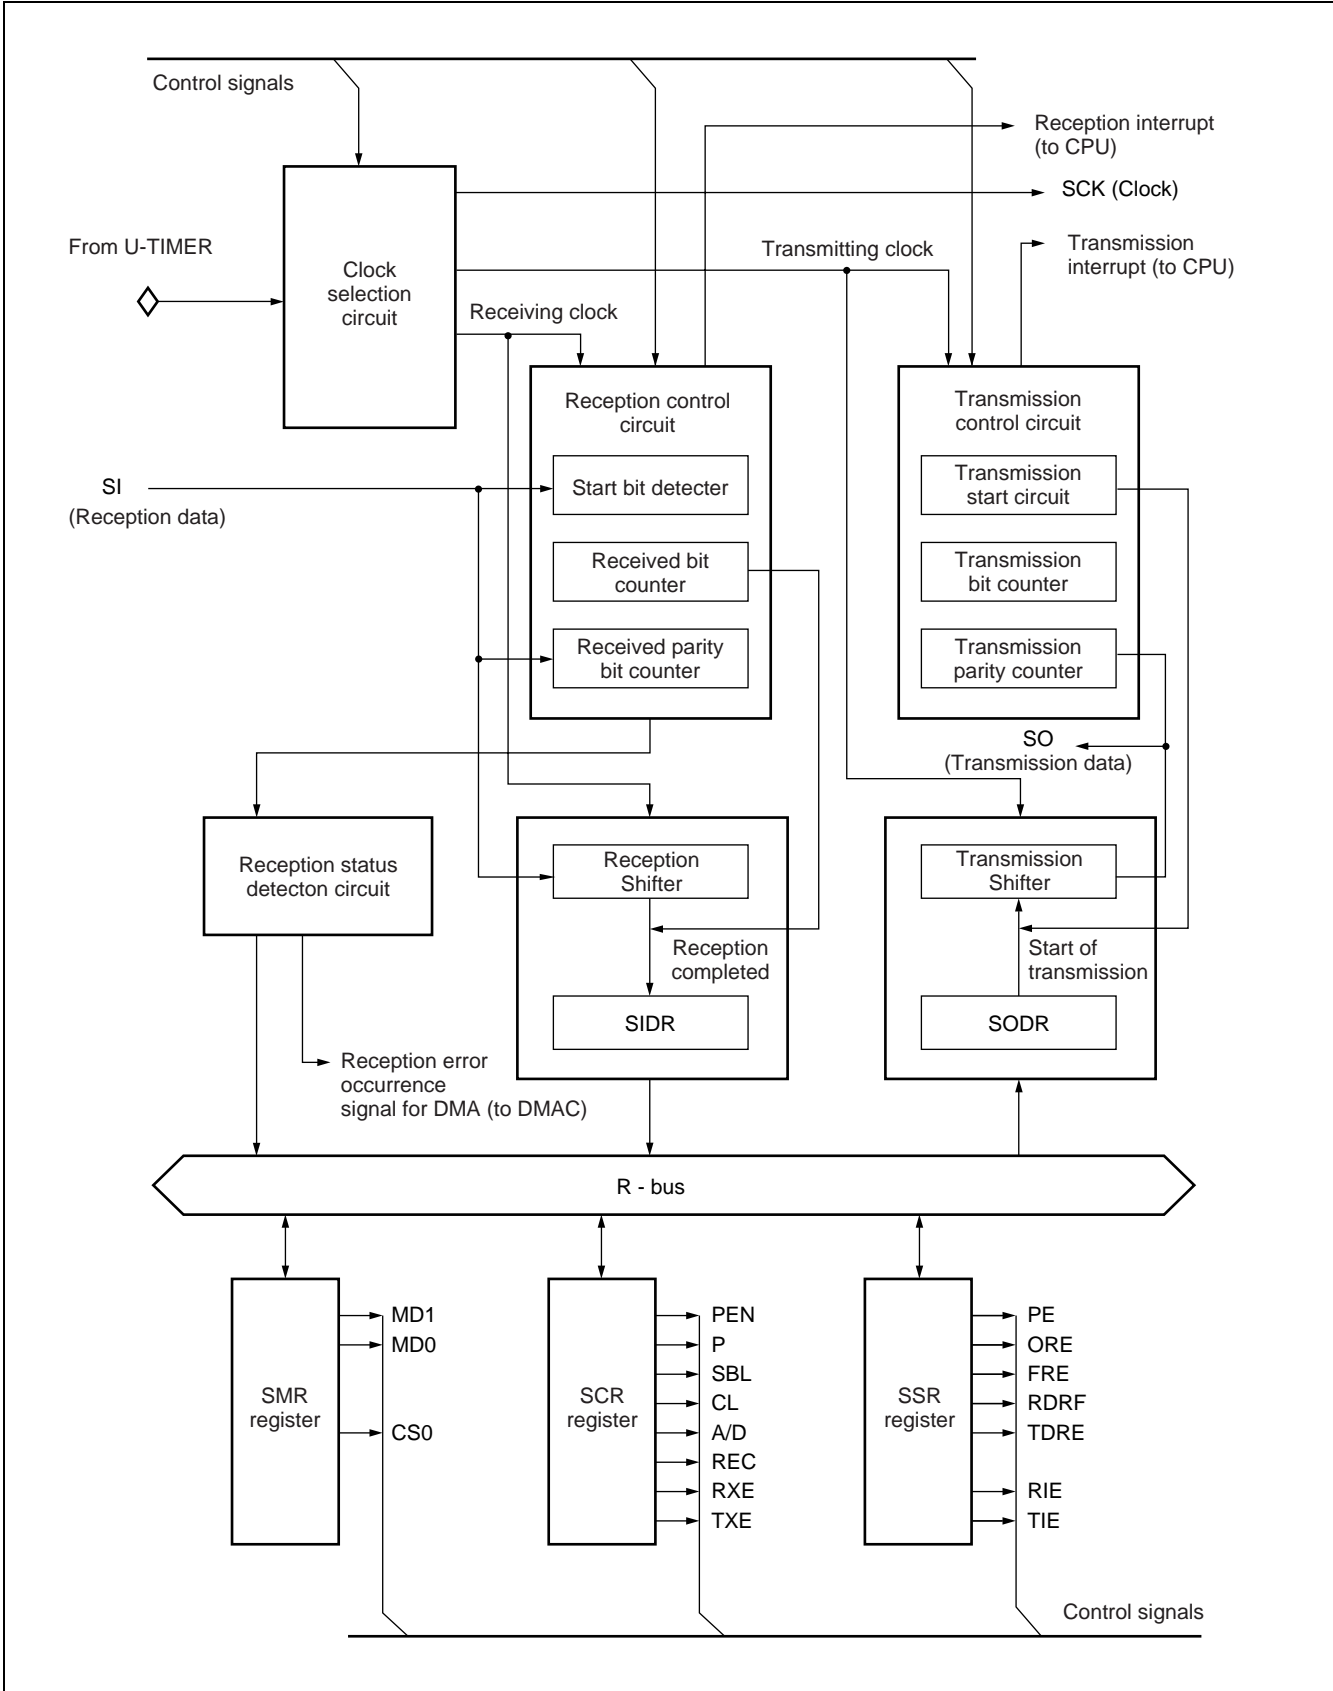 Control signals
Reception interrupt
(to CPU)
SCK (Clock)
From U-TIMER
Transmitting clock
Transmission
interrupt (to CPU)
Clock
selection
circuit
Receiving clock
Reception control
circuit
Transmission
control circuit
SI
(Reception data)
Start bit detecter
Transmission
start circuit
Received bit
counter
Transmission
bit counter
Received parity
bit counter
Transmission
parity counter
SO
(Transmission data)
Reception status
detecton circuit
Reception
Shifter
Transmission
Shifter
Reception
completed
Start of
transmission
SIDR
SODR
Reception error
occurrence
signal for DMA (to DMAC)
R - bus
SMR
register
MD1
MD0
CS0
SCR
register
PEN
P
SBL
CL
A/D
REC
RXE
TXE
SSR
register
PE
ORE
FRE
RDRF
TDRE
RIE
TIE
Control signals